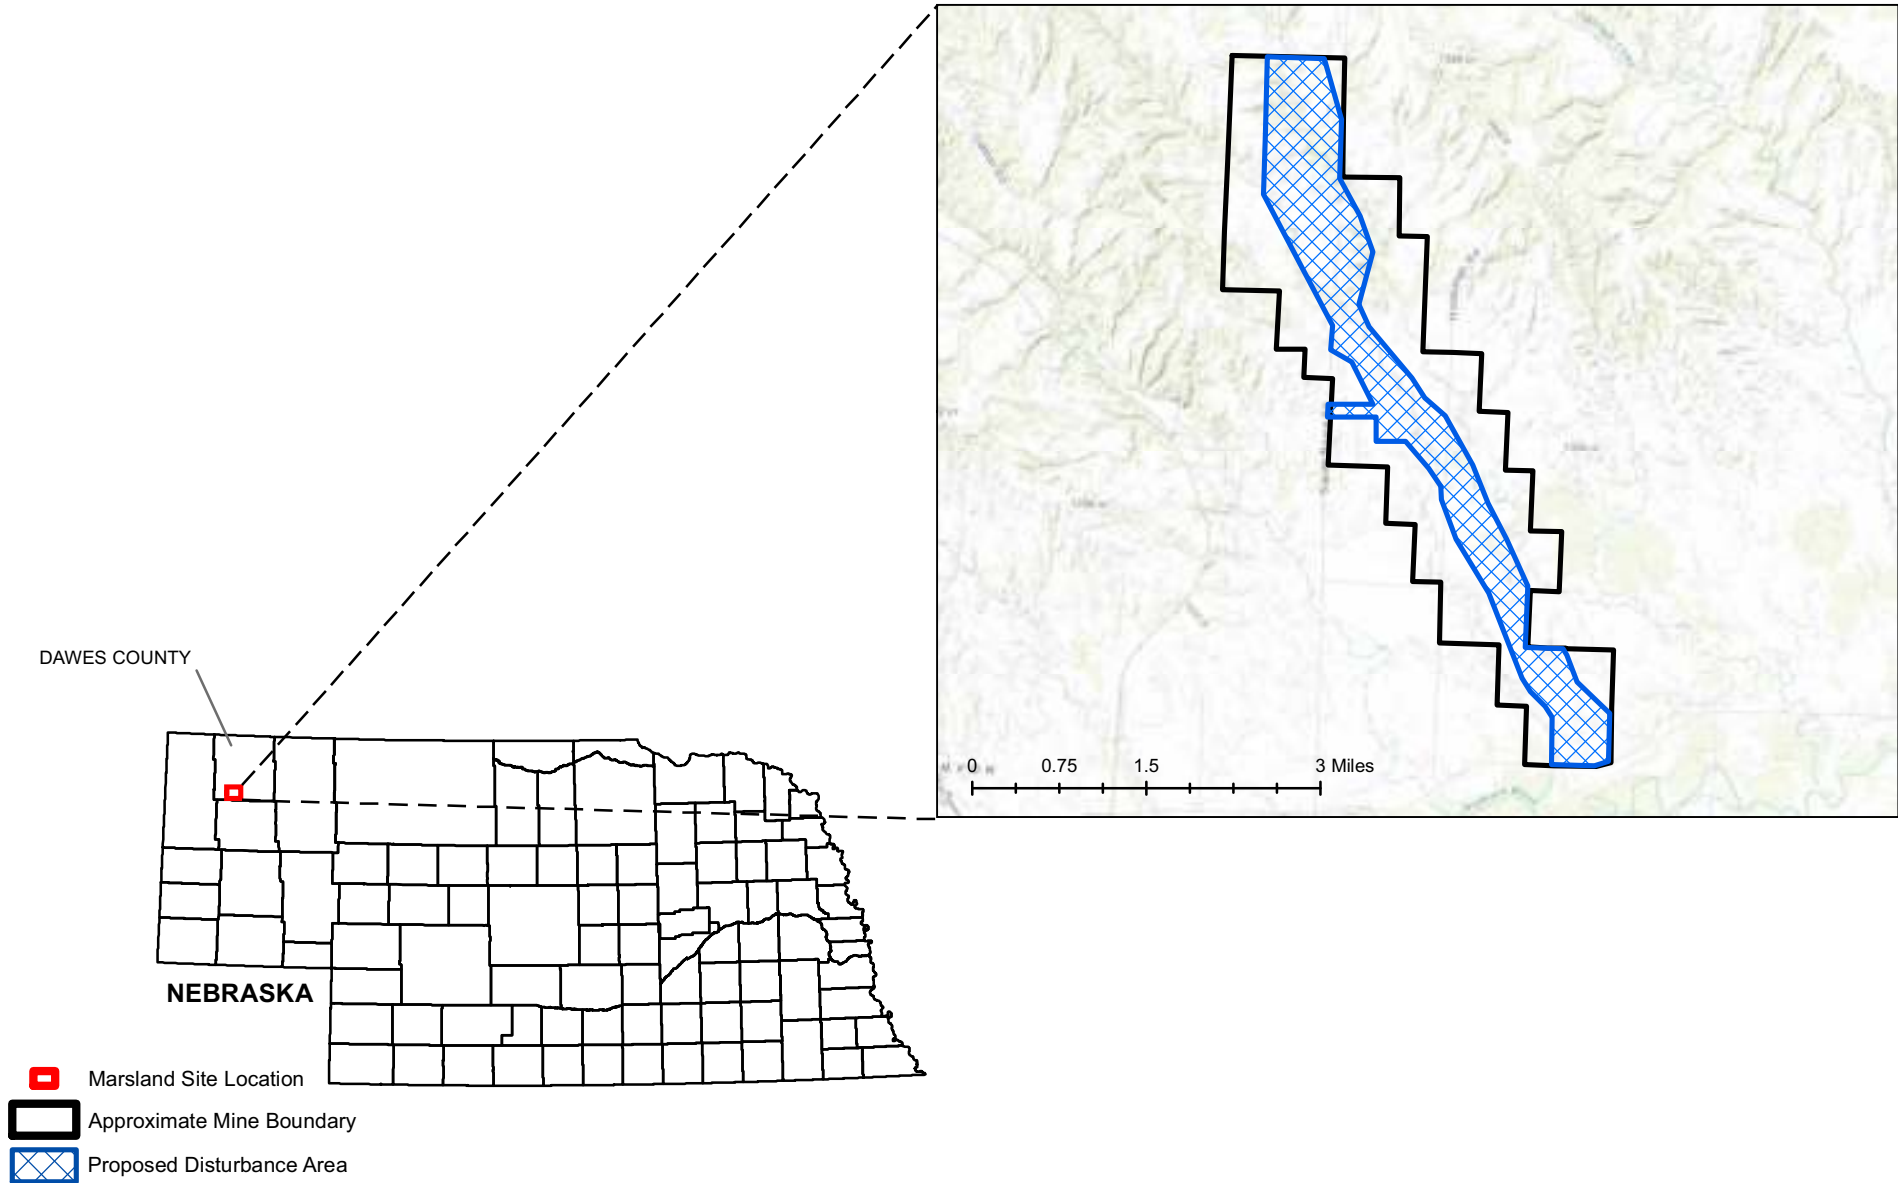 DAWES COUNTY
0 0.75 1.5 3 Miles
NEBRASKA
Marsland Site Location
Approximate Mine Boundary
Proposed Disturbance Area